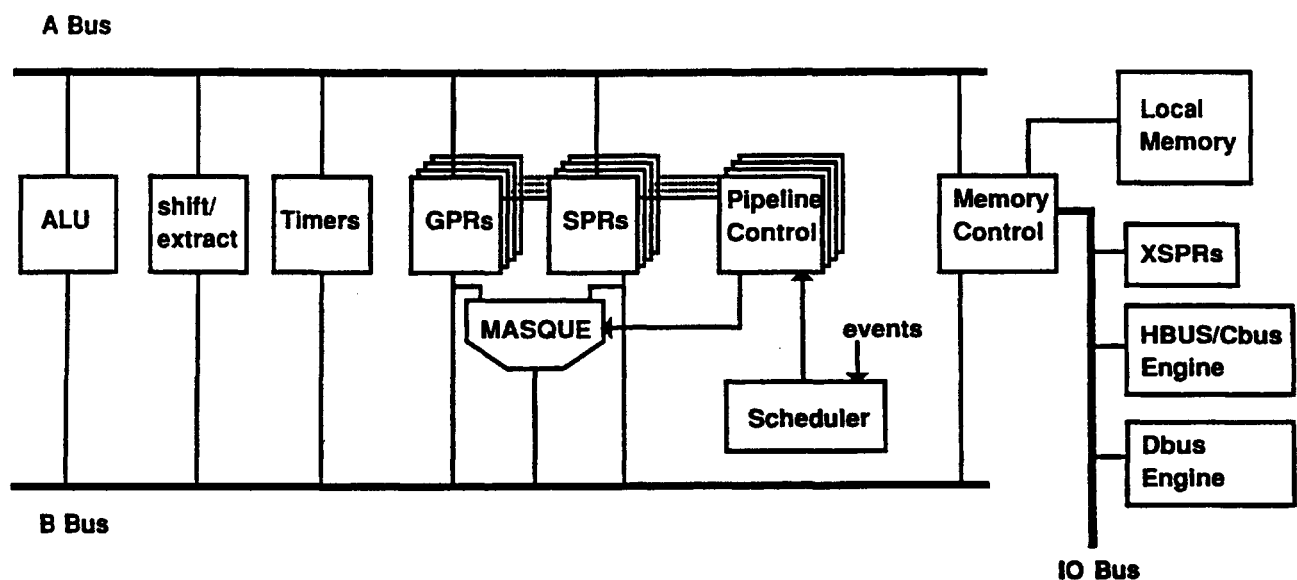 A Bus
Local
Memory
ALU
shift/
extract
Timers
GPRs
SPRs
Pipeline
Control
Memory
Control
XSPRs
MASQUE
events
HBUS/Cbus
Engine
Scheduler
Dbus
Engine
B Bus
IO Bus